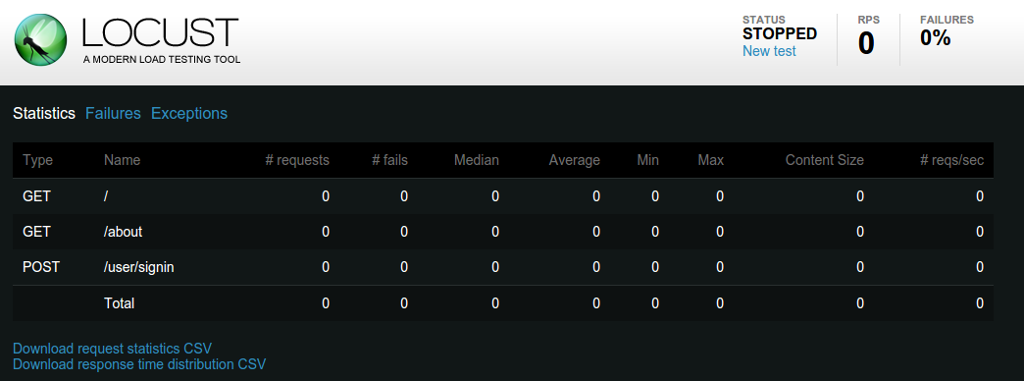 LOCUST
A MODERN LOAD TESTING TOOL
STATUS
STOPPED
New test
RPS
0
FAILURES
0%
Statistics Failures Exceptions
Type Name # requests # fails Median Average Min Max Content Size # reqs/sec
GET / 0 0 0 0 0 0 0 0
GET /about 0 0 0 0 0 0 0 0
POST /user/signin 0 0 0 0 0 0 0 0
Total 0 0 0 0 0 0 0 0
Download request statistics CSV
Download response time distribution CSV